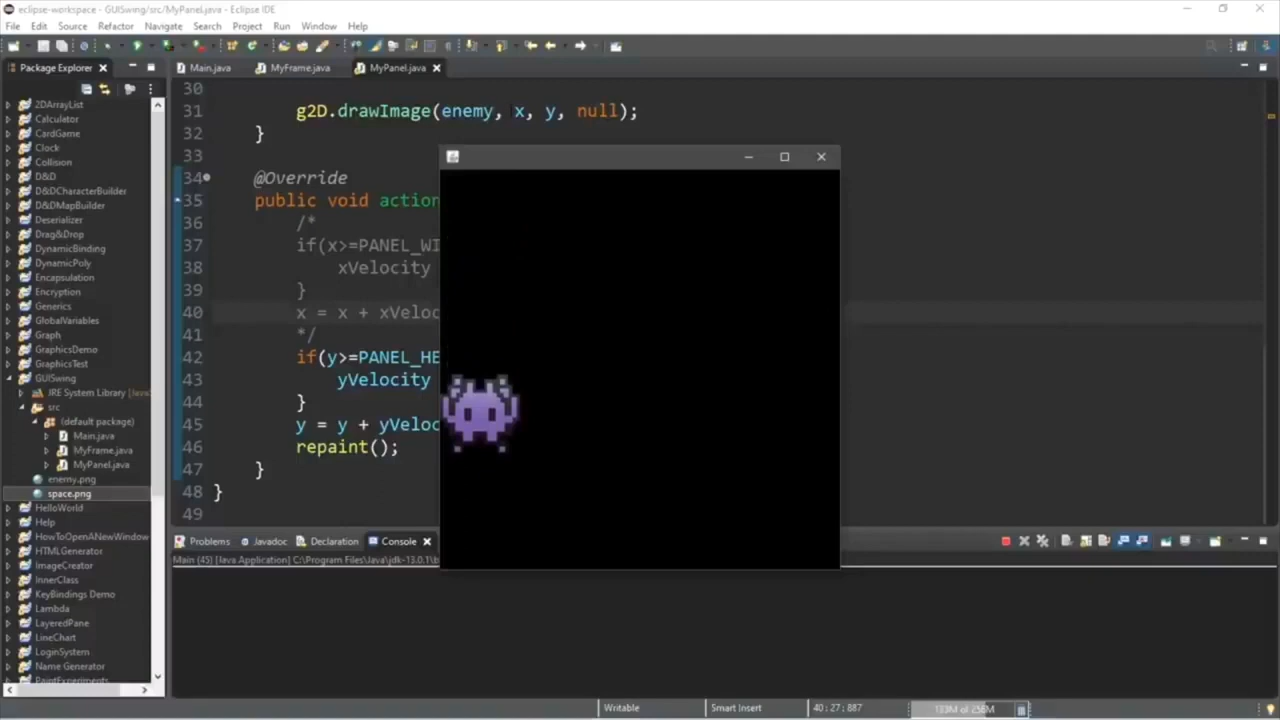 eclipse-workspace - GUISwing/src/MyPanel.java - Eclipse IDE
File Edit Source Refactor Navigate Search Project Run Window Help
Package Explorer
Main.java MyFrame.java MyPanel.java
2DArrayList
Calculator
CardGame
Clock
Collision
D&D
D&DCharacterBuilder
D&DMapBuilder
Deserializer
Drag&Drop
DynamicBinding
DynamicPoly
Encapsulation
Encryption
Generics
GlobalVariables
Graph
GraphicsDemo
GraphicsTest
GUISwing
JRE System Library [Java
src
(default package)
Main.java
MyFrame.java
MyPanel.java
enemy.png
space.png
HelloWorld
Help
HowToOpenANewWindow
HTMLGenerator
ImageCreator
InnerClass
KeyBindings Demo
Lambda
LayeredPane
LineChart
LoginSystem
Name Generator
PaintExperiments
30
31 g2D.drawImage(enemy, x, y, null);
32 }
33
34 @Override
35 public void action
36 /*
37 if(x>=PANEL_WI
38 xVelocity
39 }
40 x = x + xVeloc
41 */
42 if(y>=PANEL_HE
43 yVelocity
44 }
45 y = y + yVeloc
46 repaint();
47 }
48 }
49
Problems Javadoc Declaration Console
Main (45) [Java Application] C:\Program Files\Java\jdk-13.0.1\b
Writable Smart Insert 40 : 27 : 887